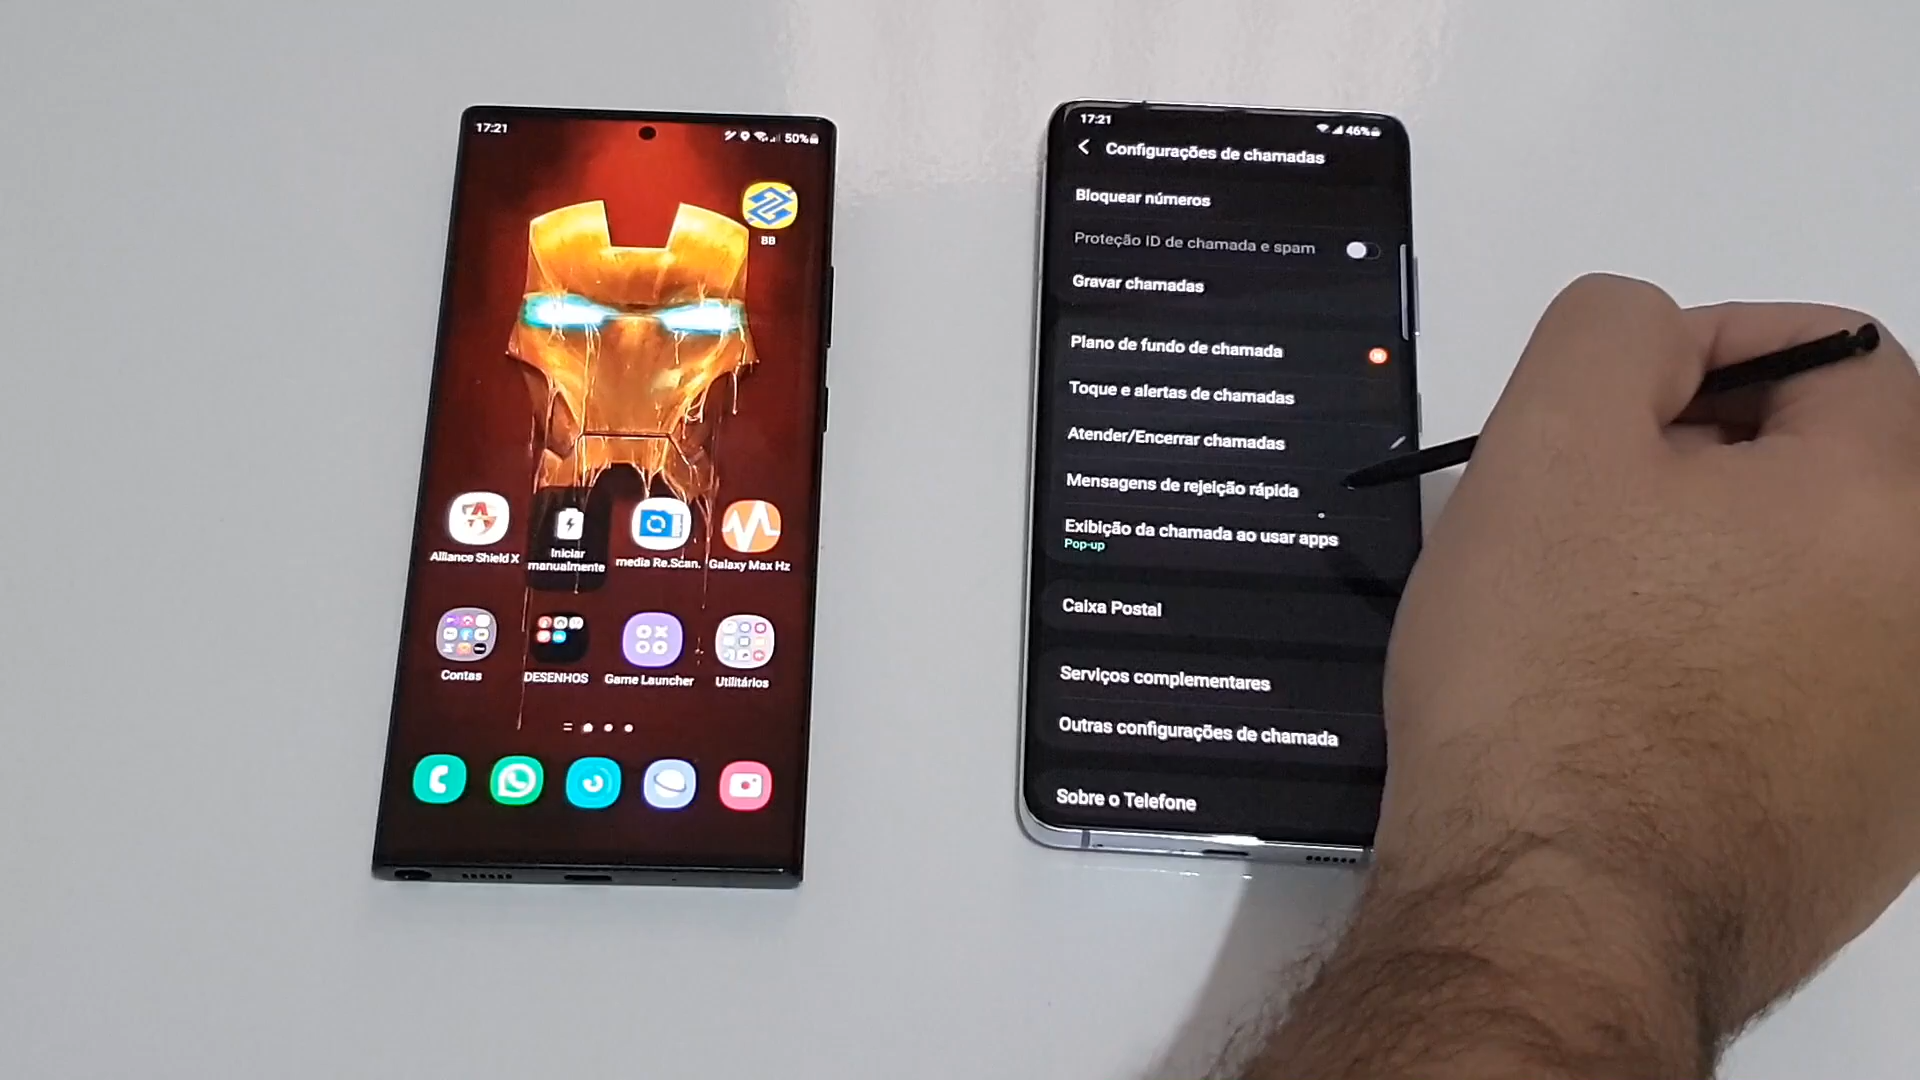 17:21
50%
BB
Alliance Shield X
Iniciar
manualmente
media Re.Scan.
Galaxy Max Hz
Contas
DESENHOS
Game Launcher
Utilitários
17:21
46%
Configurações de chamadas
Bloquear números
Proteção ID de chamada e spam
Gravar chamadas
Plano de fundo de chamada
Toque e alertas de chamadas
Atender/Encerrar chamadas
Mensagens de rejeição rápida
Exibição da chamada ao usar apps
Pop-up
Caixa Postal
Serviços complementares
Outras configurações de chamada
Sobre o Telefone